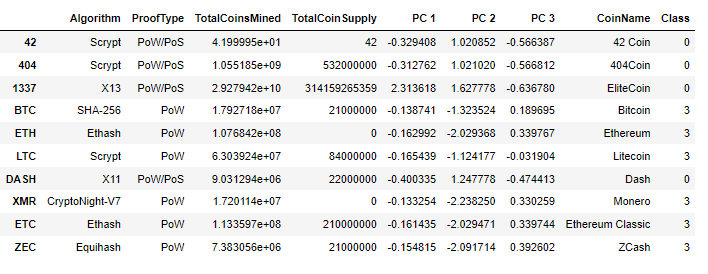 Algorithm ProofType TotalCoinsMined TotalCoinSupply PC 1 PC 2 PC 3 CoinName Class
42 Scrypt PoW/PoS 4.199995e+01 42 -0.329408 1.020852 -0.566387 42 Coin 0
404 Scrypt PoW/PoS 1.055185e+09 532000000 -0.312762 1.021020 -0.566812 404Coin 0
1337 X13 PoW/PoS 2.927942e+10 314159265359 2.313618 1.627778 -0.636780 EliteCoin 0
BTC SHA-256 PoW 1.792718e+07 21000000 -0.138741 -1.323524 0.189695 Bitcoin 3
ETH Ethash PoW 1.076842e+08 0 -0.162992 -2.029368 0.339767 Ethereum 3
LTC Scrypt PoW 6.303924e+07 84000000 -0.165439 -1.124177 -0.031904 Litecoin 3
DASH X11 PoW/PoS 9.031294e+06 22000000 -0.400335 1.247778 -0.474413 Dash 0
XMR CryptoNight-V7 PoW 1.720114e+07 0 -0.133254 -2.238250 0.330259 Monero 3
ETC Ethash PoW 1.133597e+08 210000000 -0.161435 -2.029471 0.339744 Ethereum Classic 3
ZEC Equihash PoW 7.383056e+06 21000000 -0.154815 -2.091714 0.392602 ZCash 3